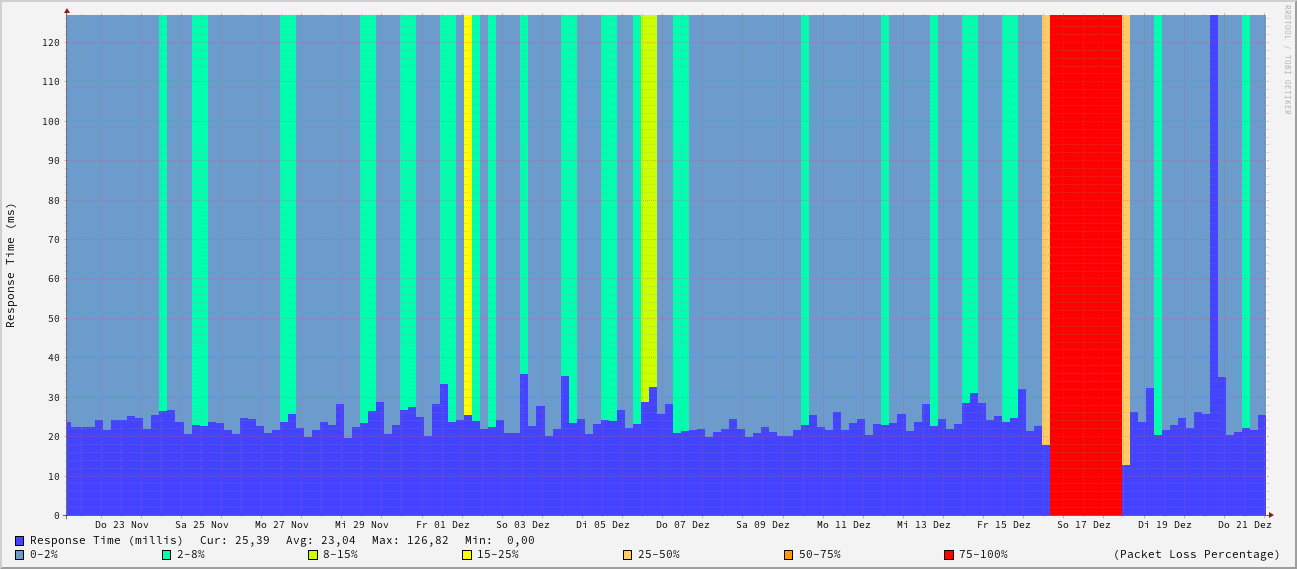 RRDTOOL / TOBI OETIKER
Response Time (ms)
120
110
100
90
80
70
60
50
40
30
20
10
0
Do 23 Nov Sa 25 Nov Mo 27 Nov Mi 29 Nov Fr 01 Dez So 03 Dez Di 05 Dez Do 07 Dez Sa 09 Dez Mo 11 Dez Mi 13 Dez Fr 15 Dez So 17 Dez Di 19 Dez Do 21 Dez
Response Time (millis) Cur: 25,39 Avg: 23,04 Max: 126,82 Min: 0,00
0-2% 2-8% 8-15% 15-25% 25-50% 50-75% 75-100% (Packet Loss Percentage)